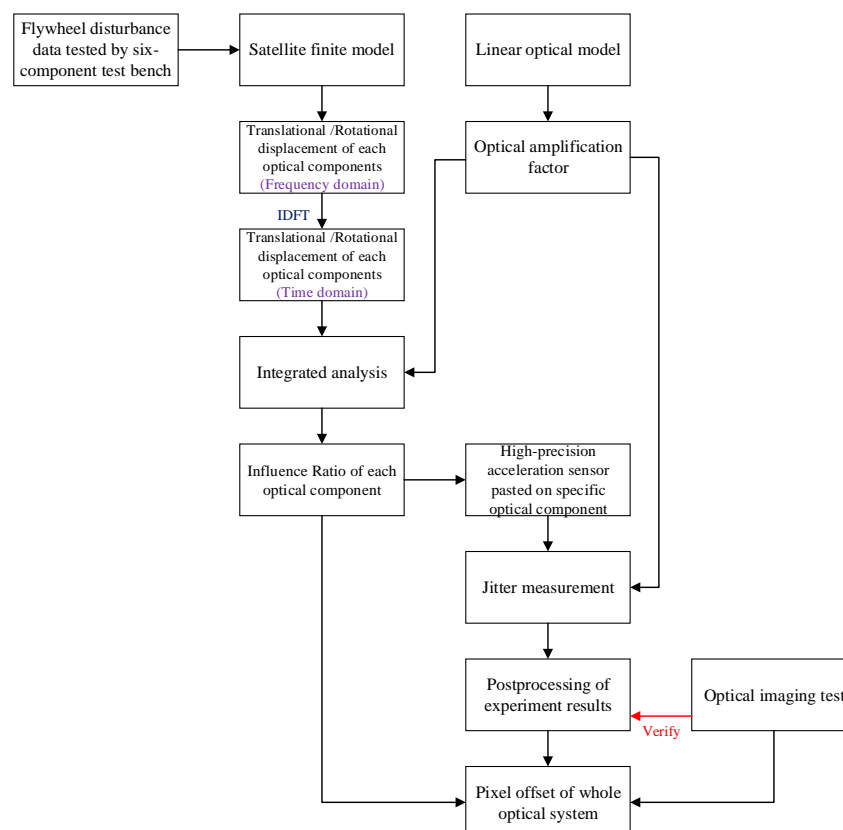 Flywheel disturbance
data tested by six-
component test bench
Satellite finite model
Linear optical model
Translational /Rotational
displacement of each
optical components
(Frequency domain)
Optical amplification
factor
IDFT
Translational /Rotational
displacement of each
optical components
(Time domain)
Integrated analysis
Influence Ratio of each
optical component
High-precision
acceleration sensor
pasted on specific
optical component
Jitter measurement
Postprocessing of
experiment results
Optical imaging test
Verify
Pixel offset of whole
optical system